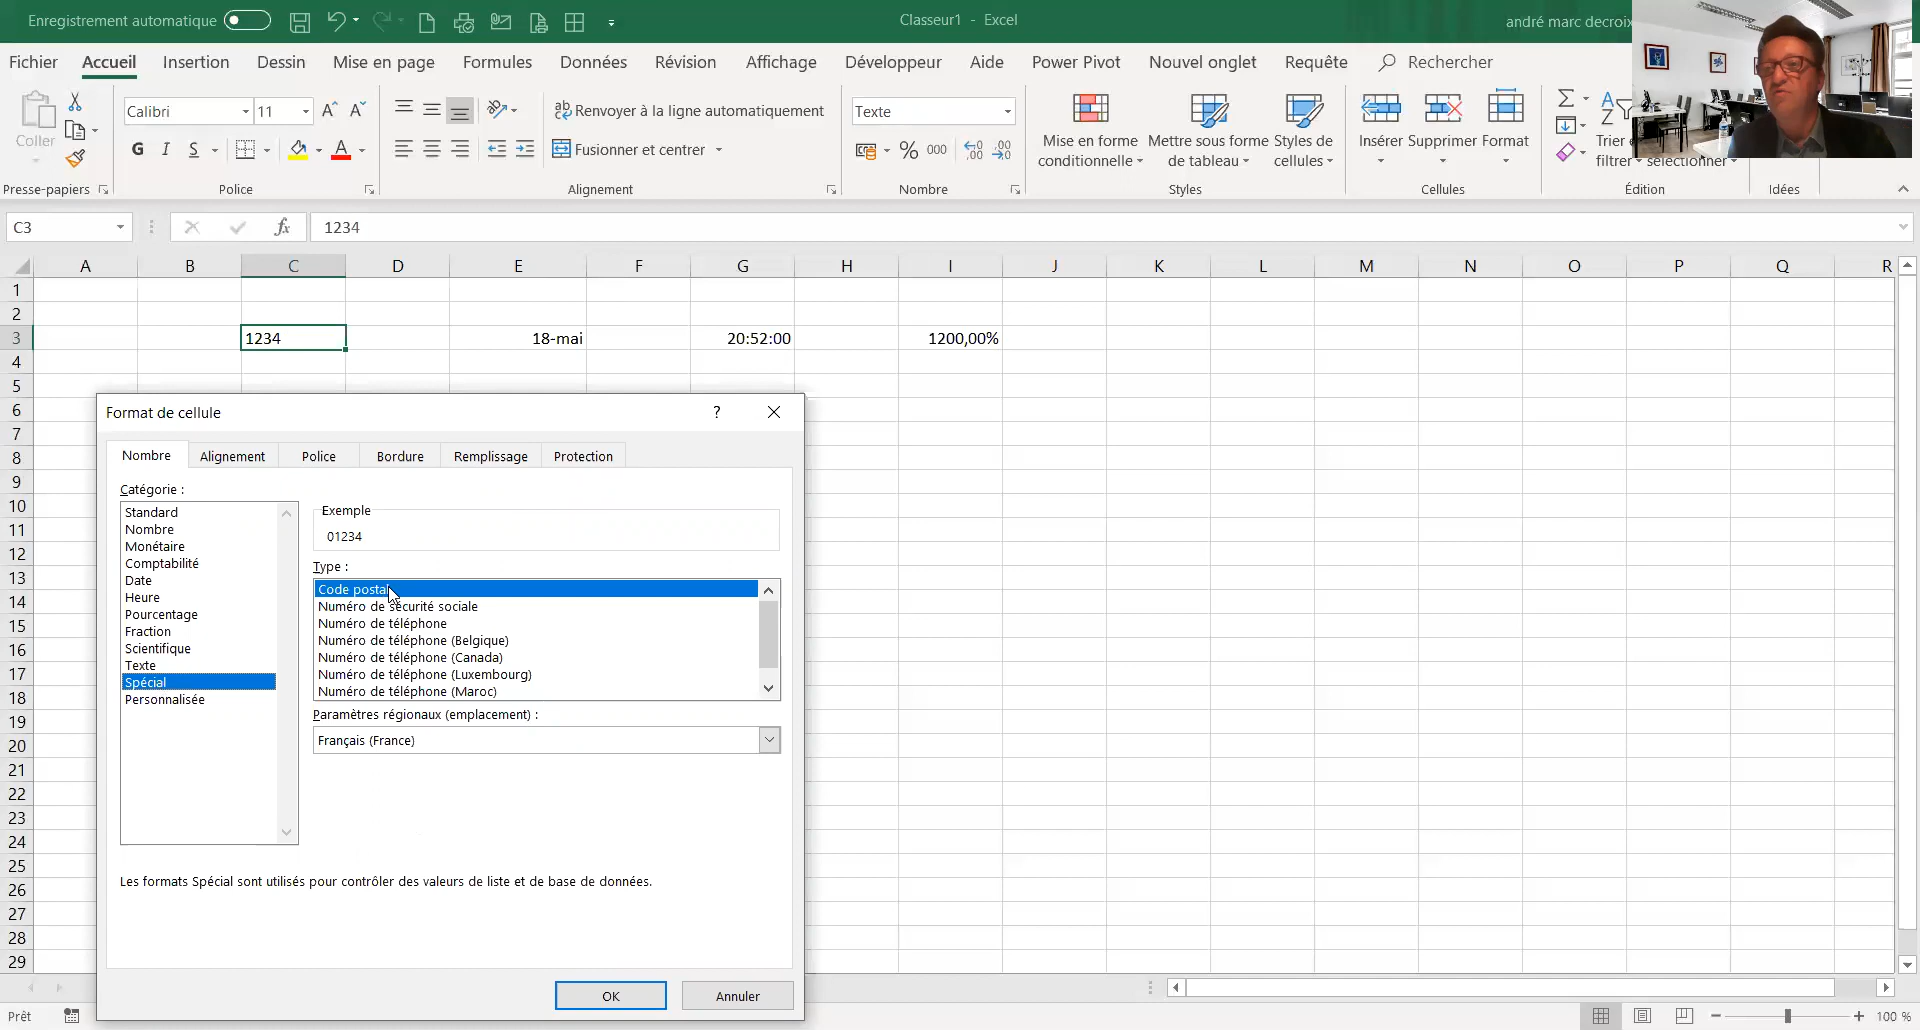 Enregistrement automatique
Classeur1 - Excel
andré marc decroix
Fichier Accueil Insertion Dessin Mise en page Formules Données Révision Affichage Développeur Aide Power Pivot Nouvel onglet Requête Rechercher
Coller
Presse-papiers
Calibri 11
G I S
Police
Renvoyer à la ligne automatiquement
Fusionner et centrer
Alignement
Texte
% 000
Nombre
Mise en forme conditionnelle
Mettre sous forme de tableau
Styles de cellules
Styles
Insérer Supprimer Format
Cellules
Trier
filtrer sélectionner
Édition
Idées
C3 fx 1234
A B C D E F G H I J K L M N O P Q R
1
2
3 1234 18-mai 20:52:00 1200,00%
4
5
6
7
8
9
10
11
12
13
14
15
16
17
18
19
20
21
22
23
24
25
26
27
28
29
Format de cellule ?
Nombre Alignement Police Bordure Remplissage Protection
Catégorie :
Standard
Nombre
Monétaire
Comptabilité
Date
Heure
Pourcentage
Fraction
Scientifique
Texte
Spécial
Personnalisée
Exemple
01234
Type :
Code postal
Numéro de sécurité sociale
Numéro de téléphone
Numéro de téléphone (Belgique)
Numéro de téléphone (Canada)
Numéro de téléphone (Luxembourg)
Numéro de téléphone (Maroc)
Paramètres régionaux (emplacement) :
Français (France)
Les formats Spécial sont utilisés pour contrôler des valeurs de liste et de base de données.
OK Annuler
Prêt
100 %